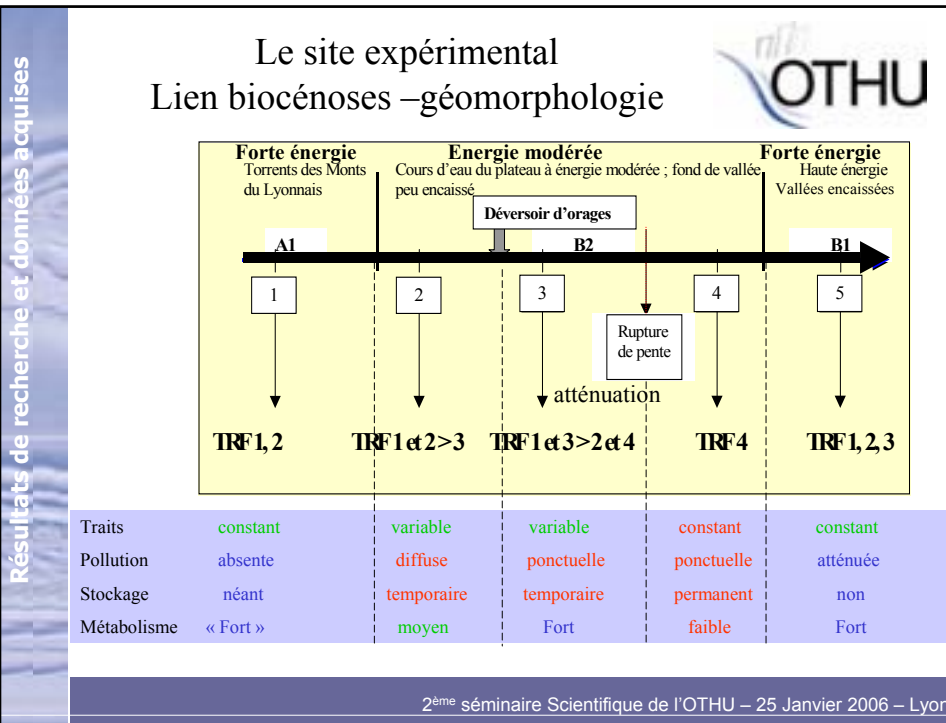 Résultats de recherche et données acquises
Le site expérimental
Lien biocénoses –géomorphologie
OTHU
Forte énergie
Torrents des Monts
du Lyonnais
Energie modérée
Cours d'eau du plateau à énergie modérée ; fond de vallée
peu encaissé
Forte énergie
Haute énergie
Vallées encaissées
Déversoir d'orages
A1 B2 B1
1 2 3 4 5
Rupture
de pente
atténuation
TRF1, 2 TRF1 et 2 > 3 TRF1 et 3 > 2 et 4 TRF4 TRF1, 2, 3
Traits constant variable variable constant constant
Pollution absente diffuse ponctuelle ponctuelle atténuée
Stockage néant temporaire temporaire permanent non
Métabolisme « Fort » moyen Fort faible Fort
2ème séminaire Scientifique de l'OTHU – 25 Janvier 2006 – Lyon